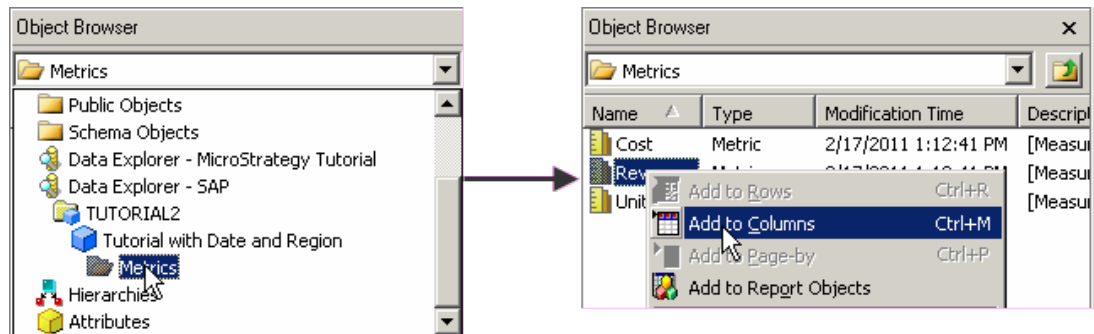 Object Browser
Metrics
Public Objects
Schema Objects
Data Explorer - MicroStrategy Tutorial
Data Explorer - SAP
TUTORIAL2
Tutorial with Date and Region
Metrics
Hierarchies
Attributes
Object Browser
Metrics
Name Type Modification Time Descript
Cost Metric 2/17/2011 1:12:41 PM [Measu
Rev [Measu
Unit [Measu
Add to Rows Ctrl+R
Add to Columns Ctrl+M
Add to Page-by Ctrl+P
Add to Report Objects